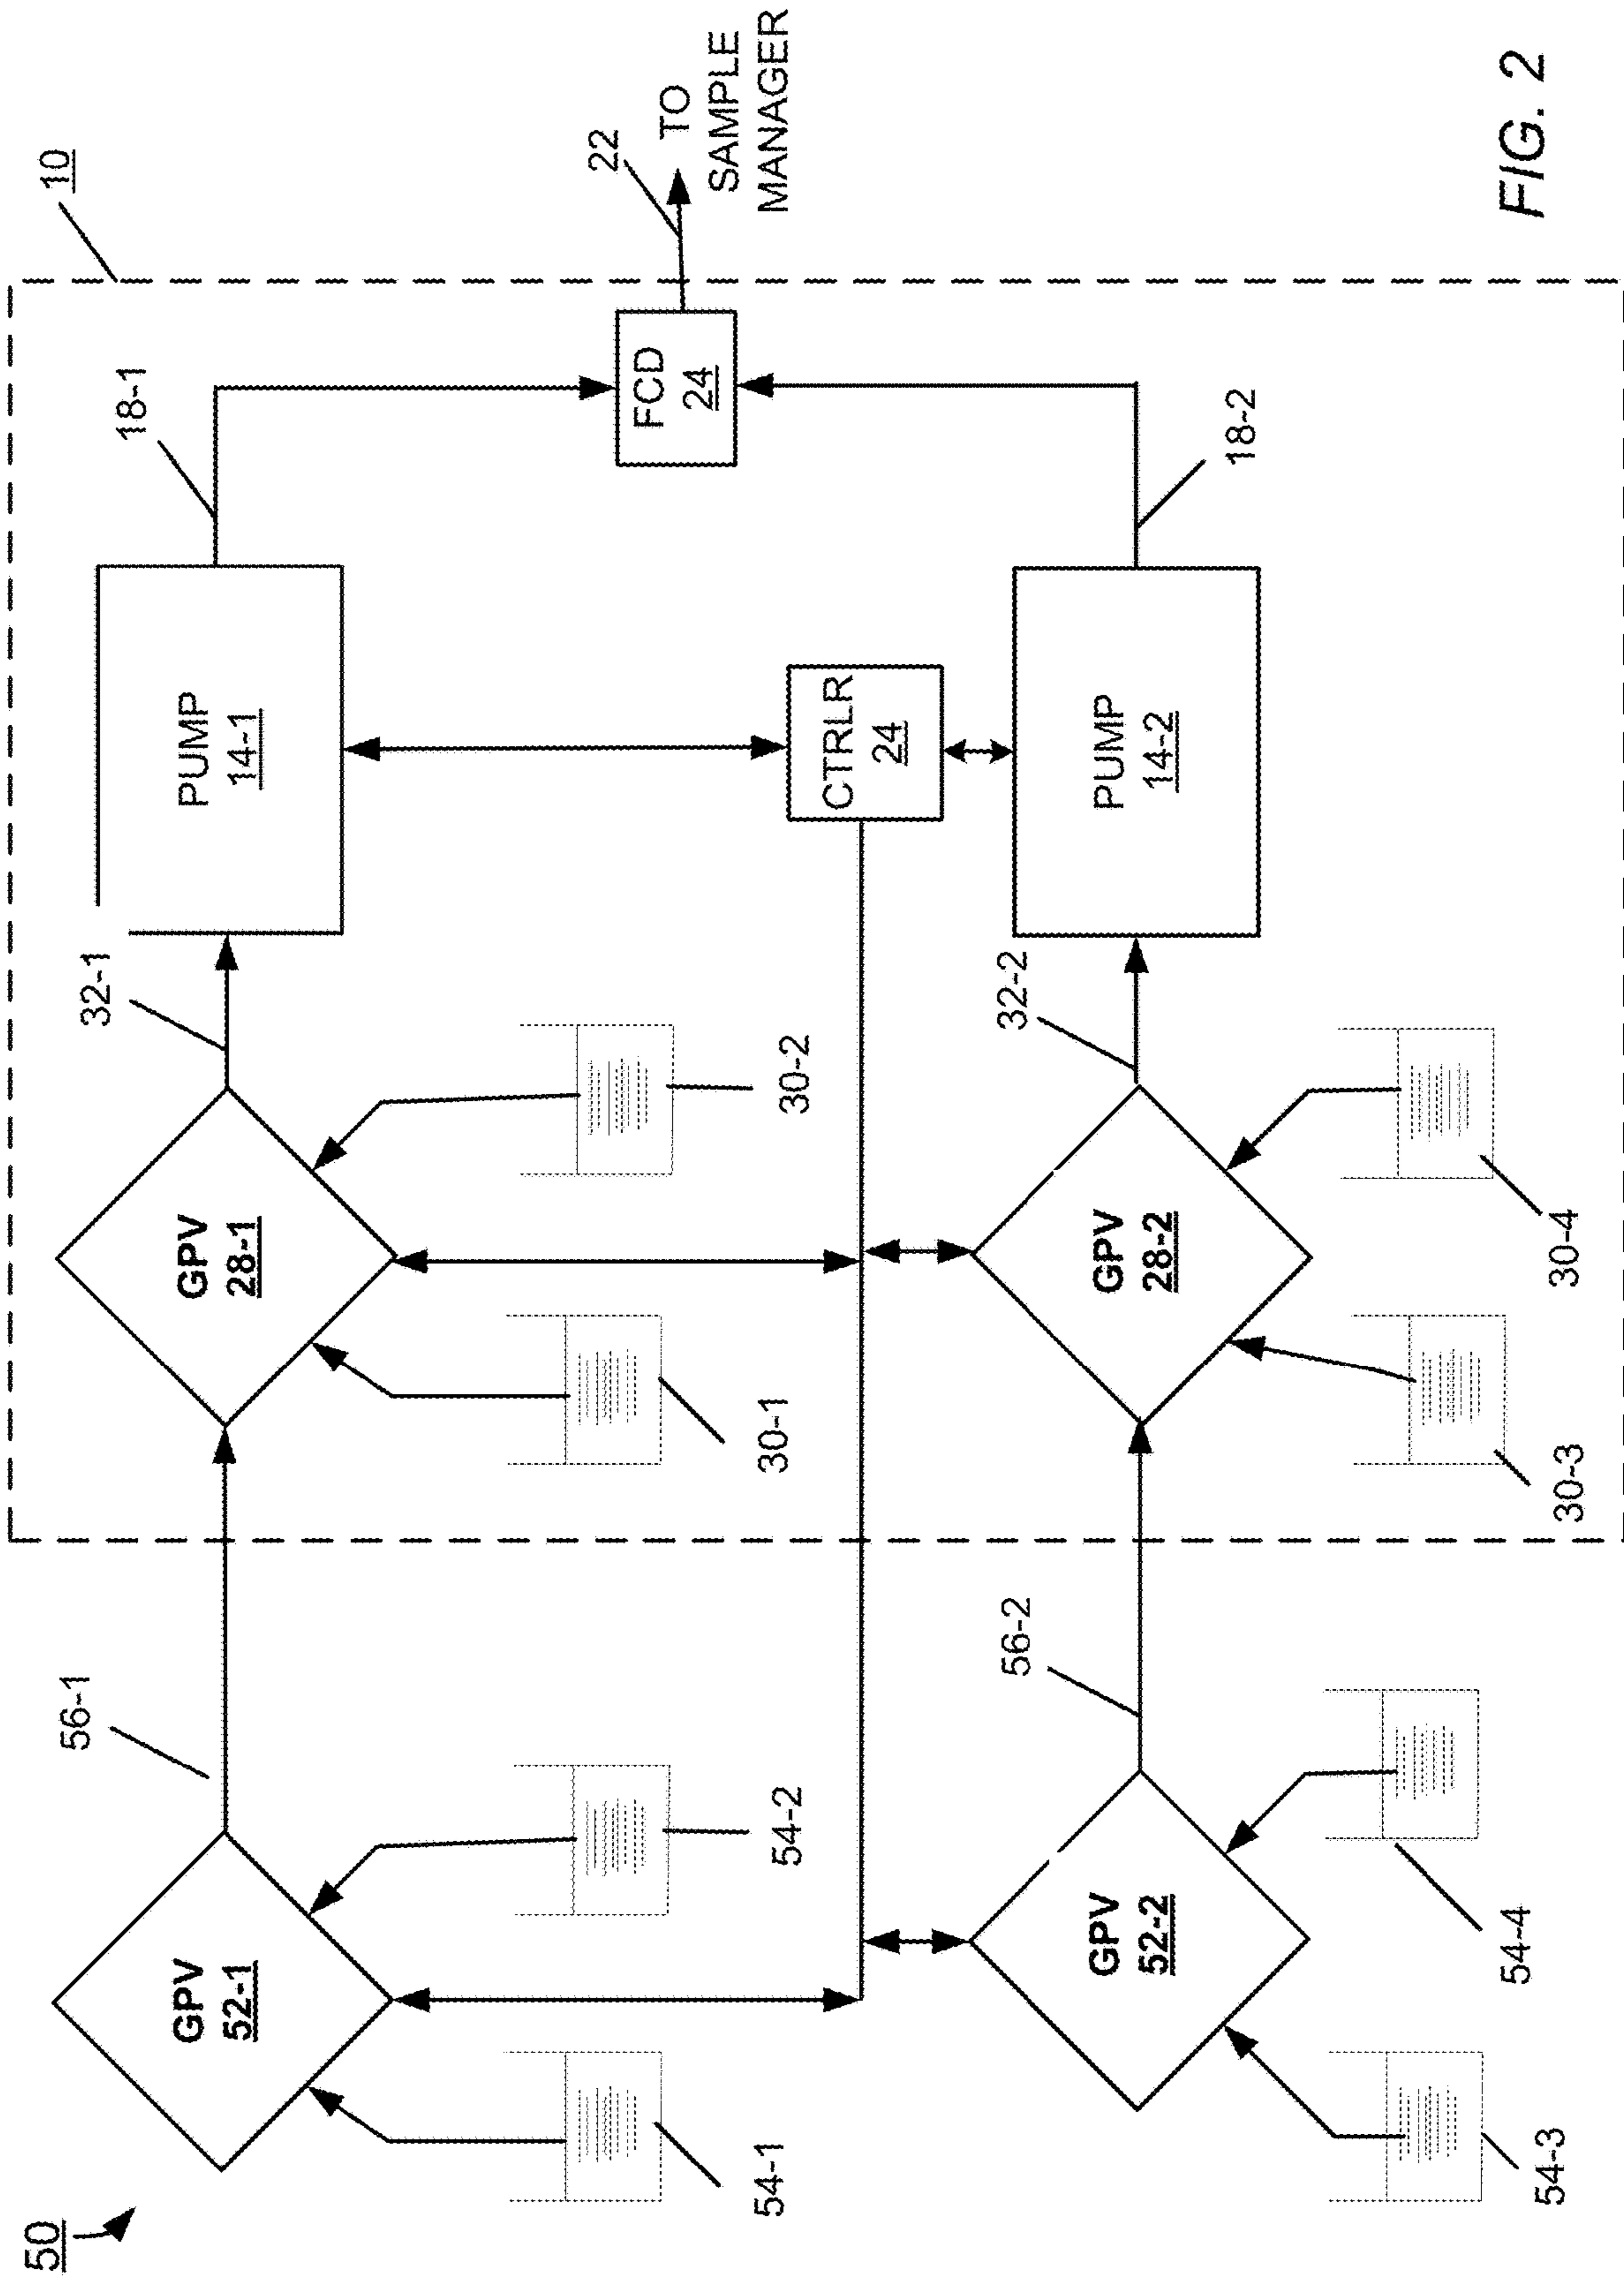 50
10
GPV
52-1
56-1
54-1
54-2
GPV
28-1
32-1
30-1
30-2
PUMP
14-1
18-1
CTRLR
24
FCD
24
22
TO
SAMPLE
MANAGER
GPV
52-2
56-2
54-3
54-4
GPV
28-2
32-2
30-3
30-4
PUMP
14-2
18-2
FIG. 2